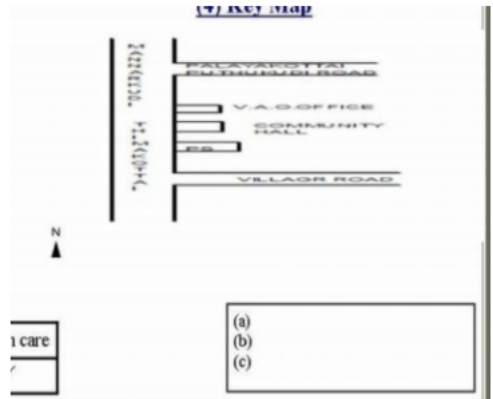 (4) Key Map
PALAYAKOTTAI
PUTHUKUDI ROAD
V.A.O.OFFICE
COMMUNITY
HALL
PS
VILLAGR ROAD
N
care
(a)
(b)
(c)